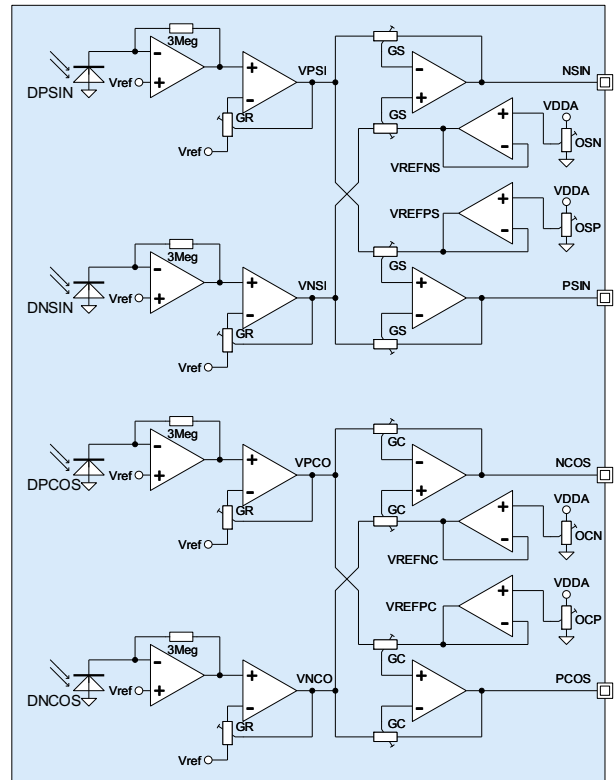 3Meg
DPSIN
Vref
-
+
+
-
VPSI
GR
Vref
GS
-
+
GS
NSIN
VDDA
+
-
OSN
VREFNS
VDDA
VREFPS
+
-
OSP
3Meg
DNSIN
Vref
-
+
+
-
VNSI
GR
Vref
GS
+
-
GS
PSIN
3Meg
DPCOS
Vref
-
+
+
-
VPCO
GR
Vref
GC
-
+
GC
NCOS
VDDA
+
-
OCN
VREFNC
VDDA
VREFPC
+
-
OCP
3Meg
DNCOS
Vref
-
+
+
-
VNCO
GR
Vref
GC
+
-
GC
PCOS